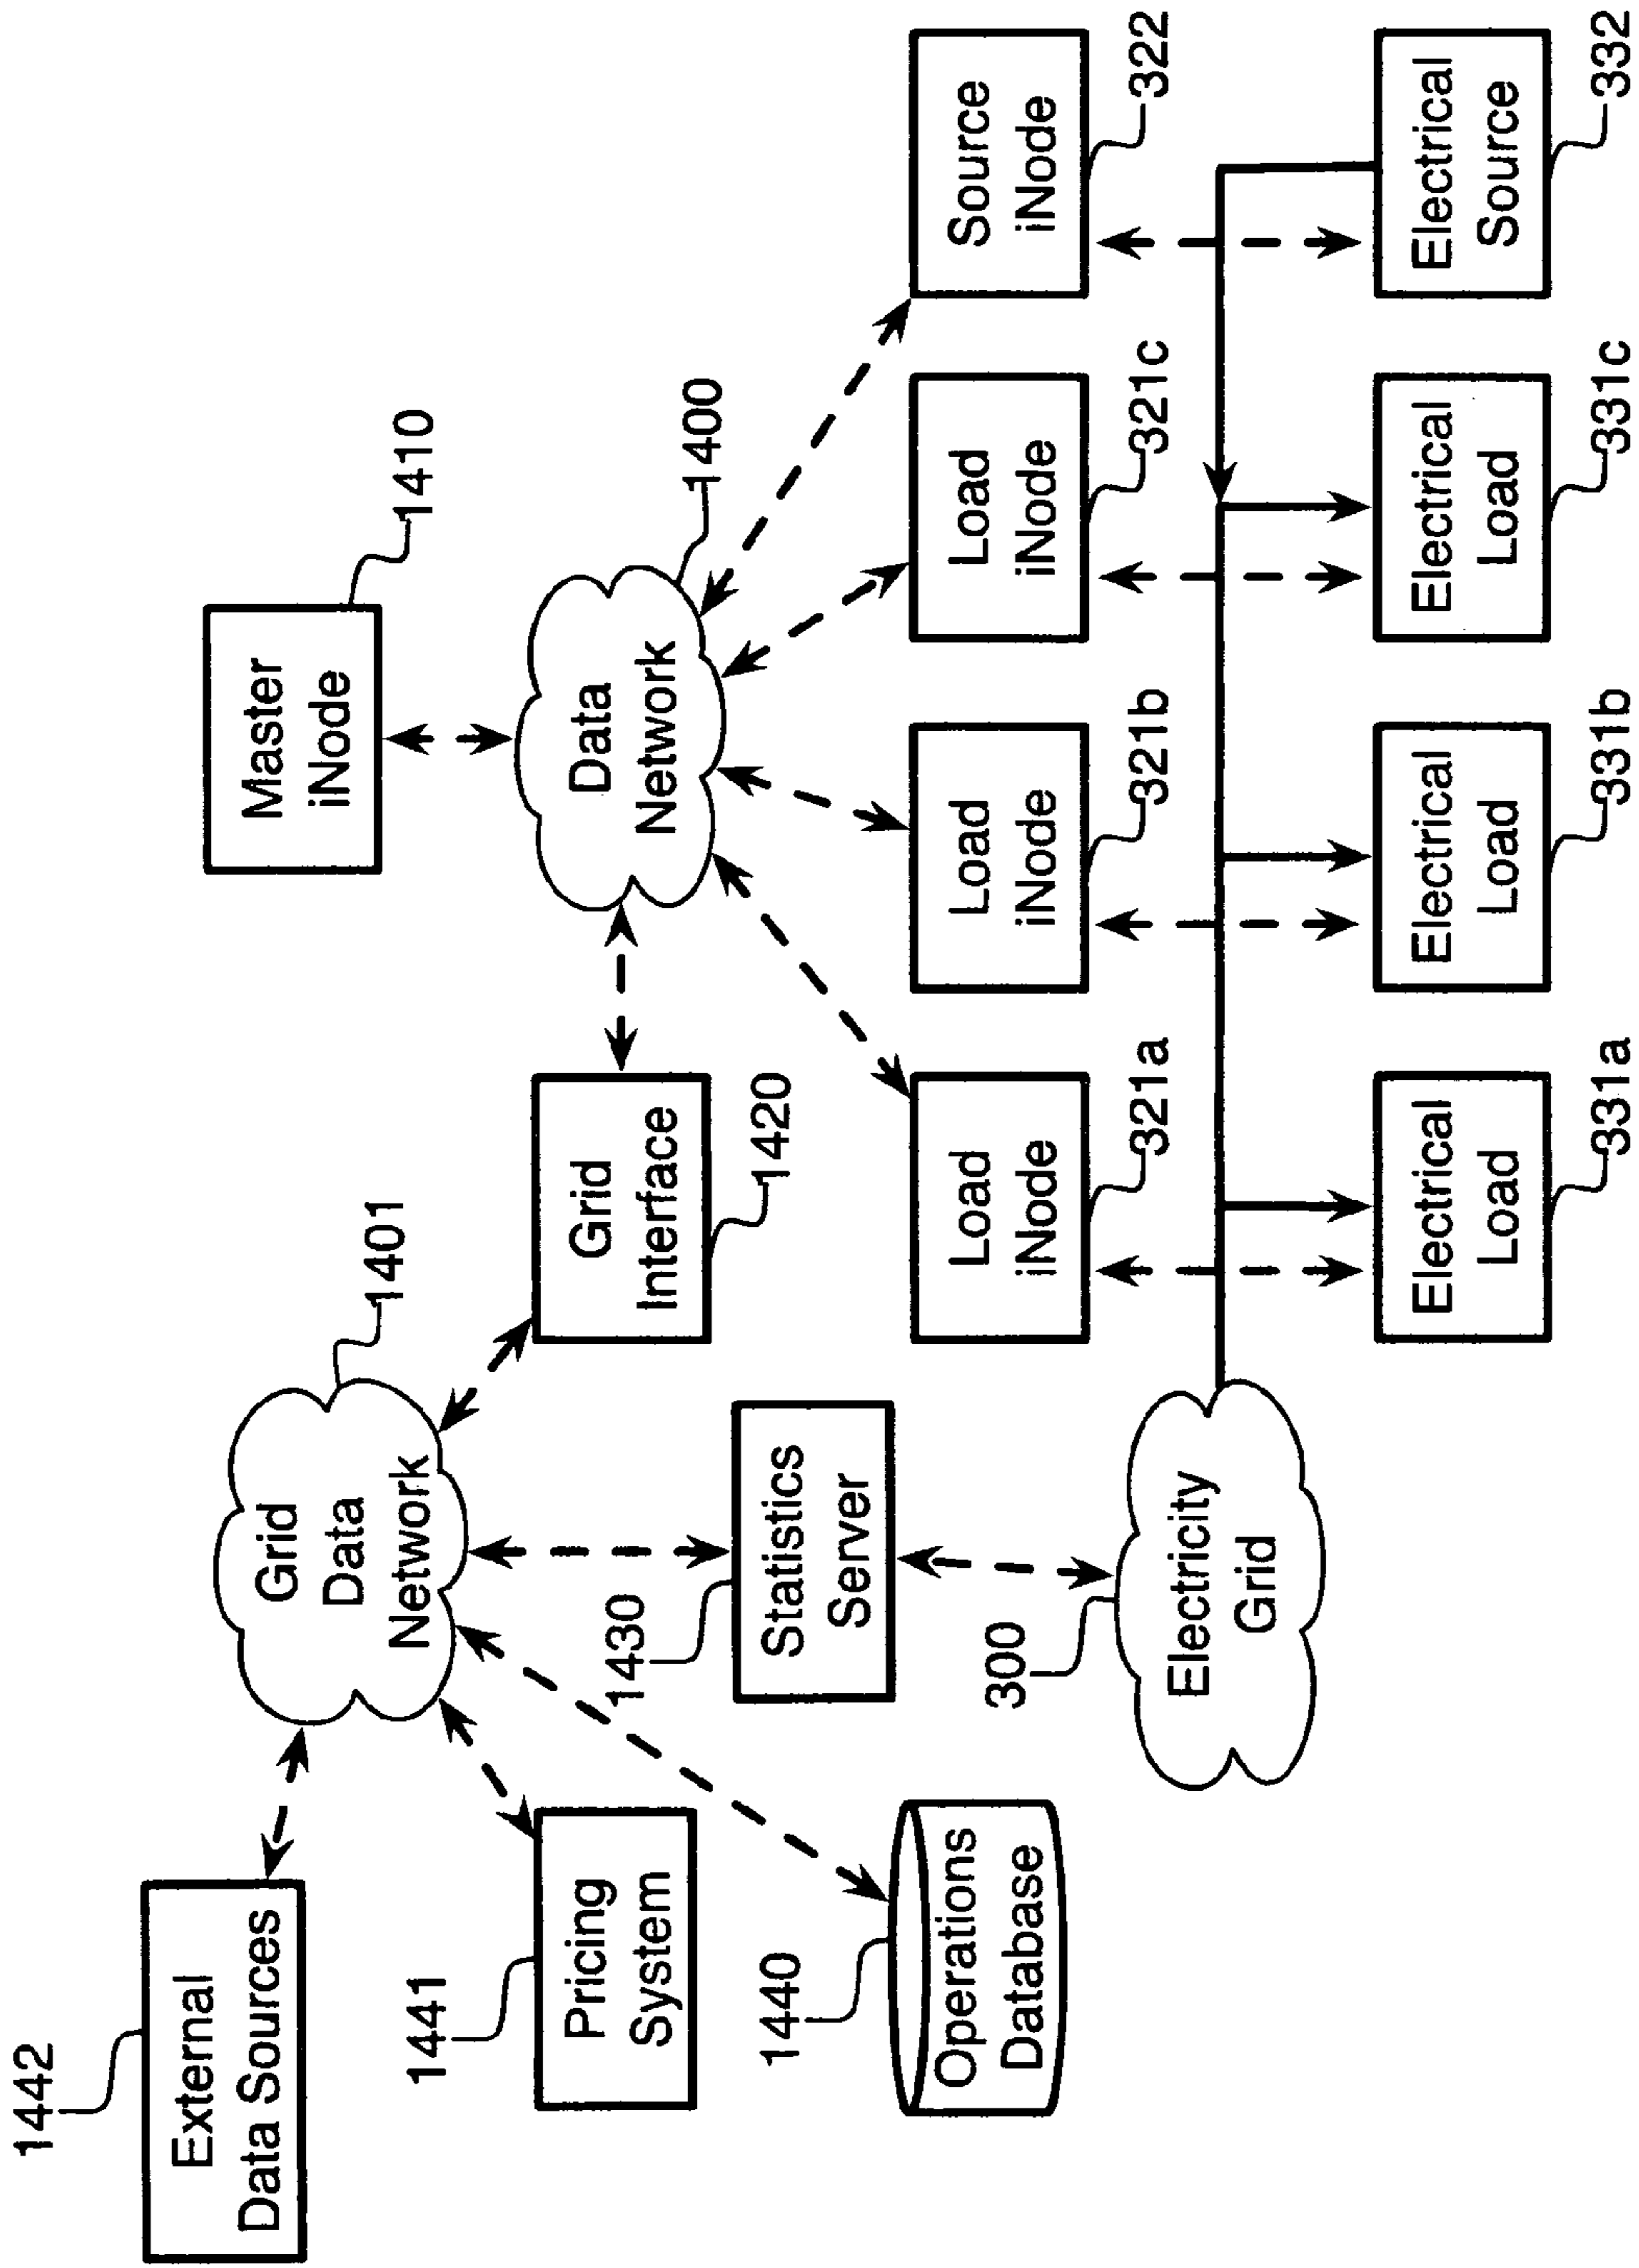 1442
External
Data Sources
1441
Pricing
System
1440
Operations
Database
Grid
Data
Network
1401
1430
Statistics
Server
300
Electricity
Grid
Grid
Interface
1420
Master
iNode
1410
Data
Network
1400
Load
iNode
321a
Load
iNode
321b
Load
iNode
321c
Source
iNode
322
Electrical
Load
331a
Electrical
Load
331b
Electrical
Load
331c
Electrical
Source
332